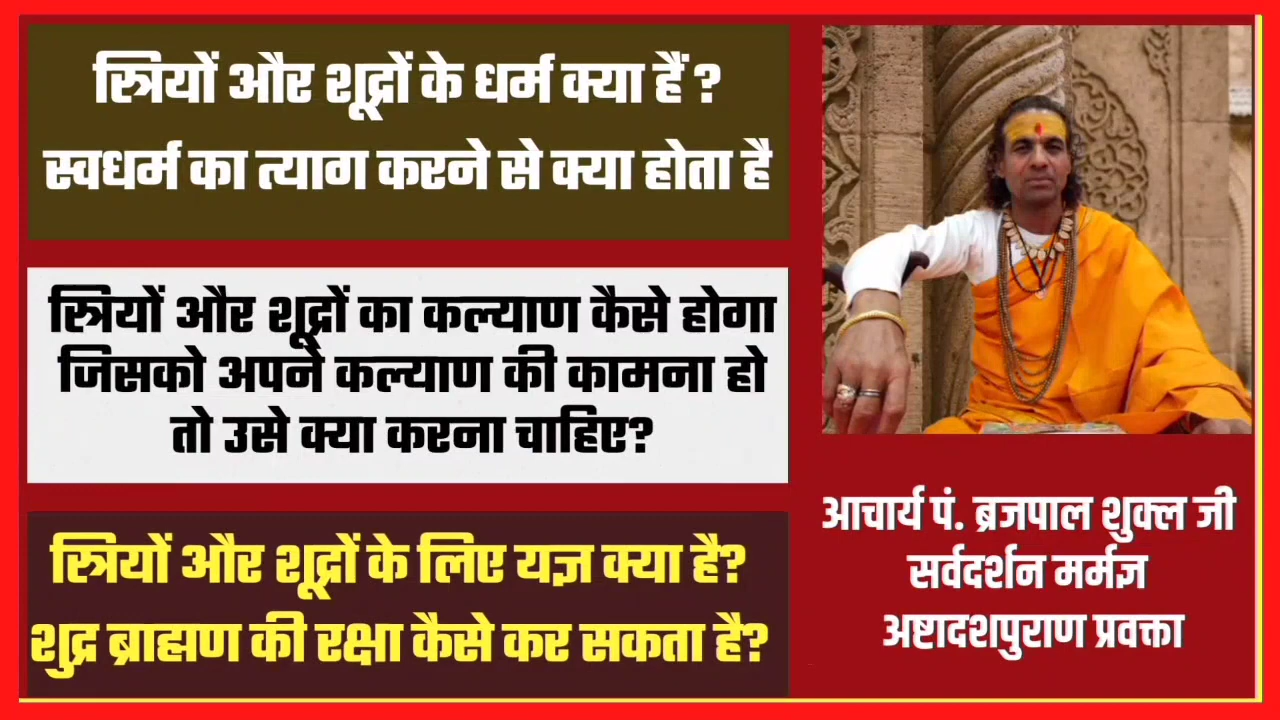 स्त्रियों और शूद्रों के धर्म क्या हैं ?
स्वधर्म का त्याग करने से क्या होता है
स्त्रियों और शूद्रों का कल्याण कैसे होगा
जिसको अपने कल्याण की कामना हो
तो उसे क्या करना चाहिए?
स्त्रियों और शूद्रों के लिए यज्ञ क्या है?
शुद्र ब्राह्मण की रक्षा कैसे कर सकता है?
आचार्य पं. ब्रजपाल शुक्ल जी
सर्वदर्शन मर्मज्ञ
अष्टादशपुराण प्रवक्ता